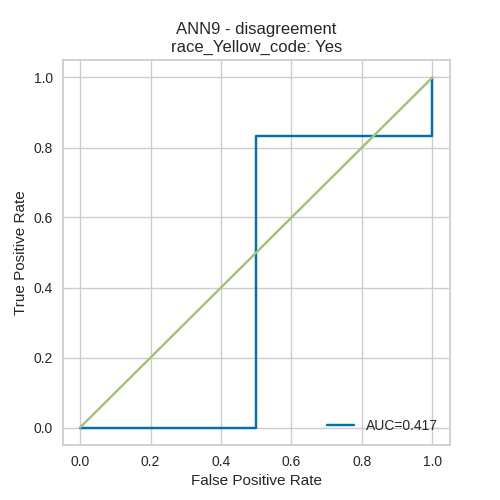 ANN9 - disagreement
race_Yellow_code: Yes
1.0
0.8
0.6
0.4
0.2
0.0
True Positive Rate
AUC=0.417
0.0 0.2 0.4 0.6 0.8 1.0
False Positive Rate